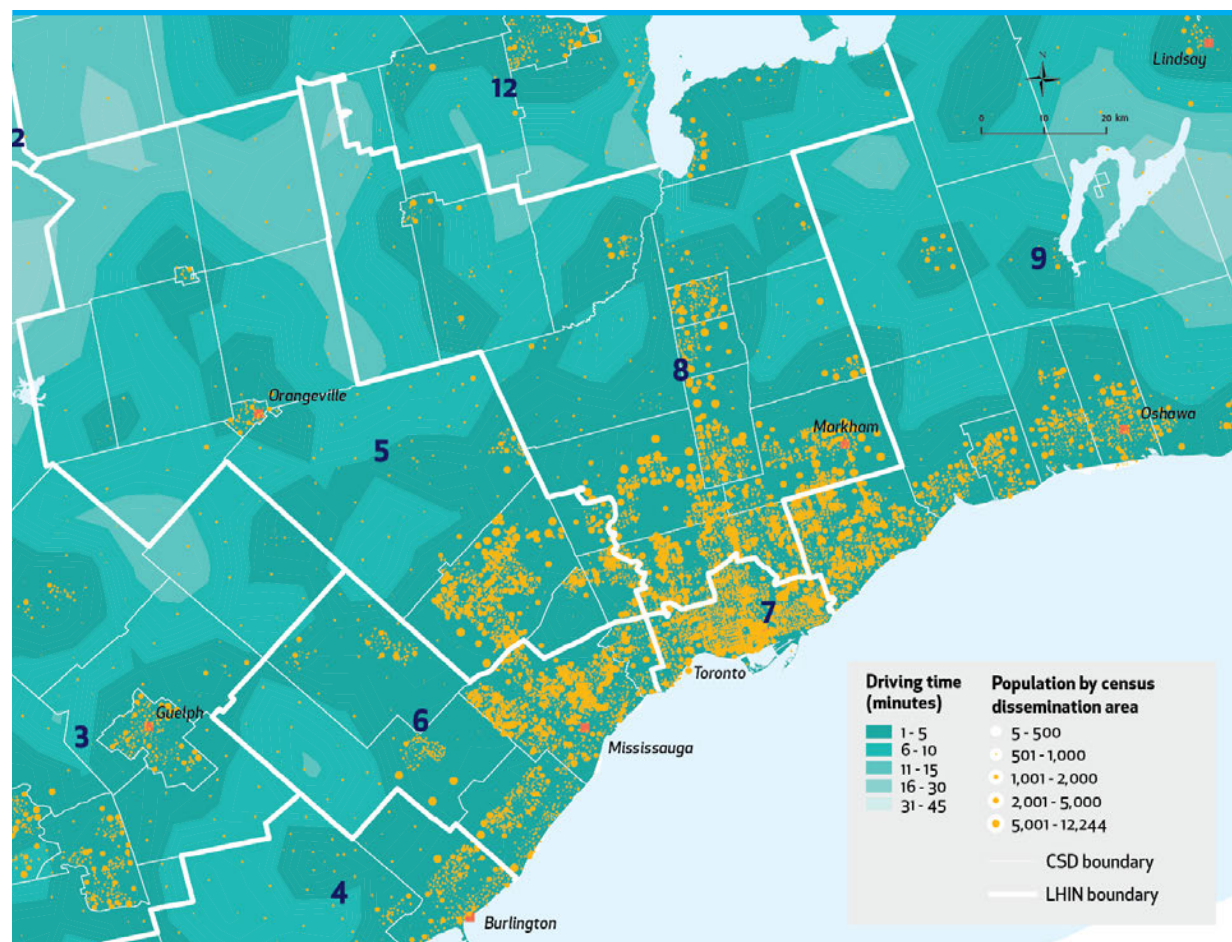 Lindsay
12
N
0 10 20 km
2
9
8
Orangeville
Markham
Oshawa
5
7
Toronto
Guelph
6
3
Mississauga
4
Burlington
Driving time
(minutes)
1 - 5
6 - 10
11 - 15
16 - 30
31 - 45
Population by census
dissemination area
5 - 500
501 - 1,000
1,001 - 2,000
2,001 - 5,000
5,001 - 12,244
CSD boundary
LHIN boundary